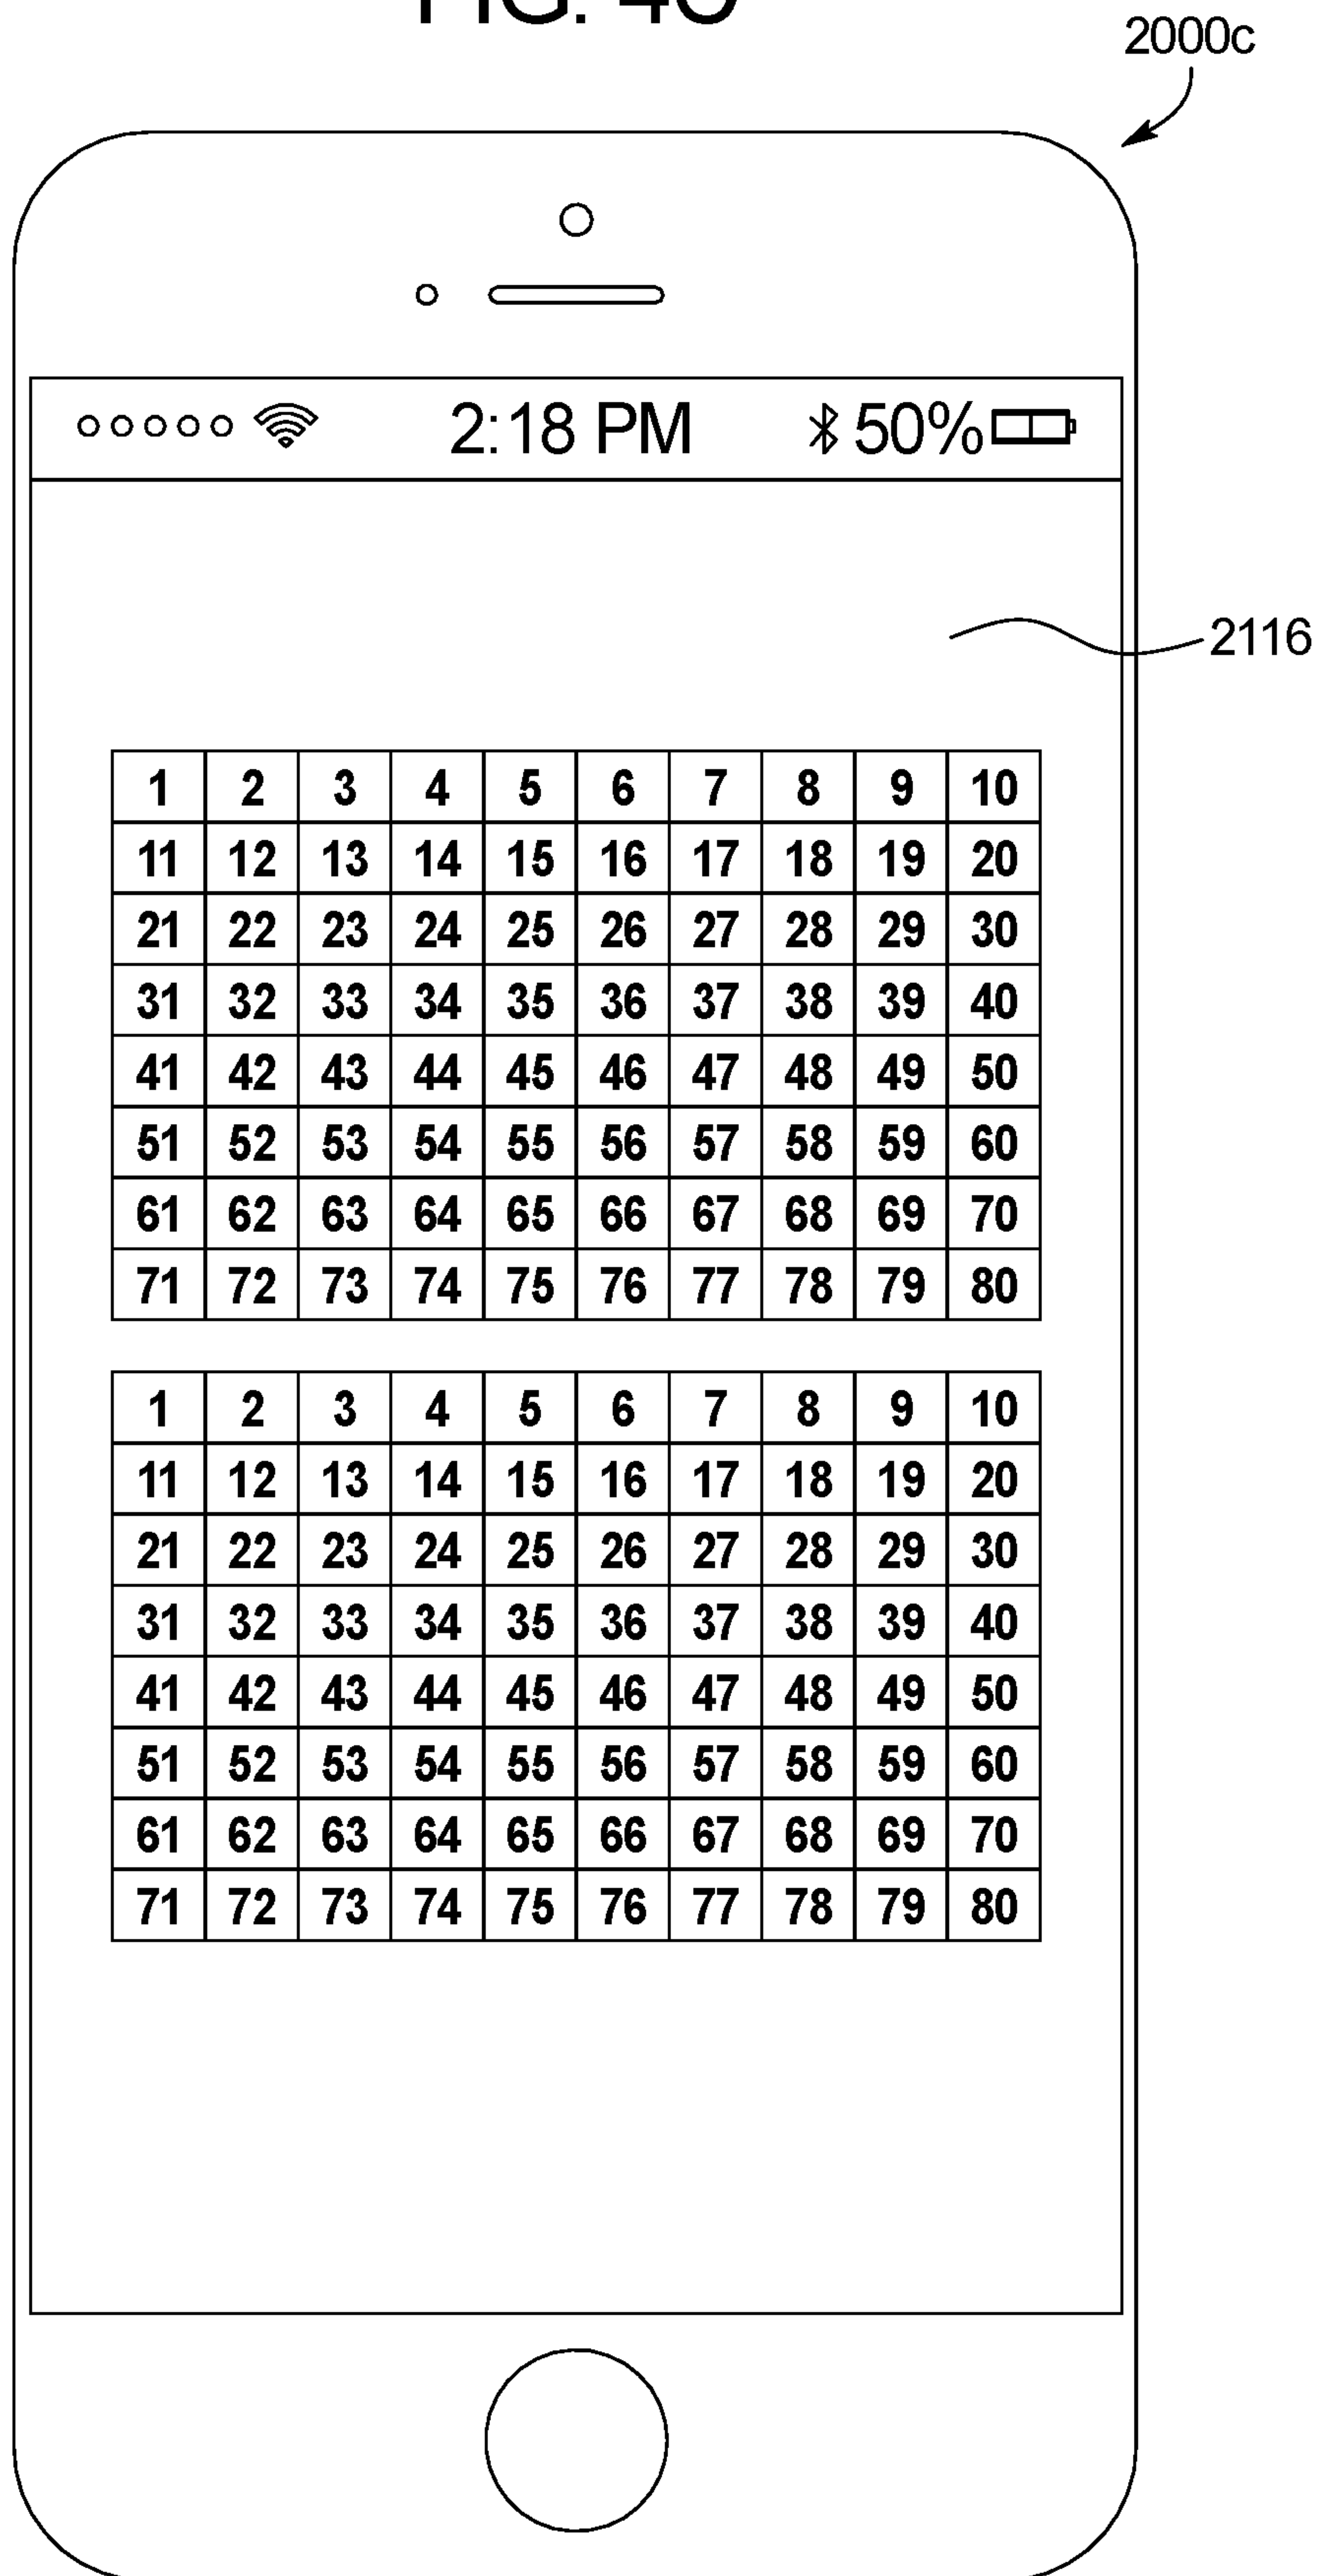 FIG. 4C
2000c
2:18 PM 50%
2116
1 2 3 4 5 6 7 8 9 10
11 12 13 14 15 16 17 18 19 20
21 22 23 24 25 26 27 28 29 30
31 32 33 34 35 36 37 38 39 40
41 42 43 44 45 46 47 48 49 50
51 52 53 54 55 56 57 58 59 60
61 62 63 64 65 66 67 68 69 70
71 72 73 74 75 76 77 78 79 80
1 2 3 4 5 6 7 8 9 10
11 12 13 14 15 16 17 18 19 20
21 22 23 24 25 26 27 28 29 30
31 32 33 34 35 36 37 38 39 40
41 42 43 44 45 46 47 48 49 50
51 52 53 54 55 56 57 58 59 60
61 62 63 64 65 66 67 68 69 70
71 72 73 74 75 76 77 78 79 80